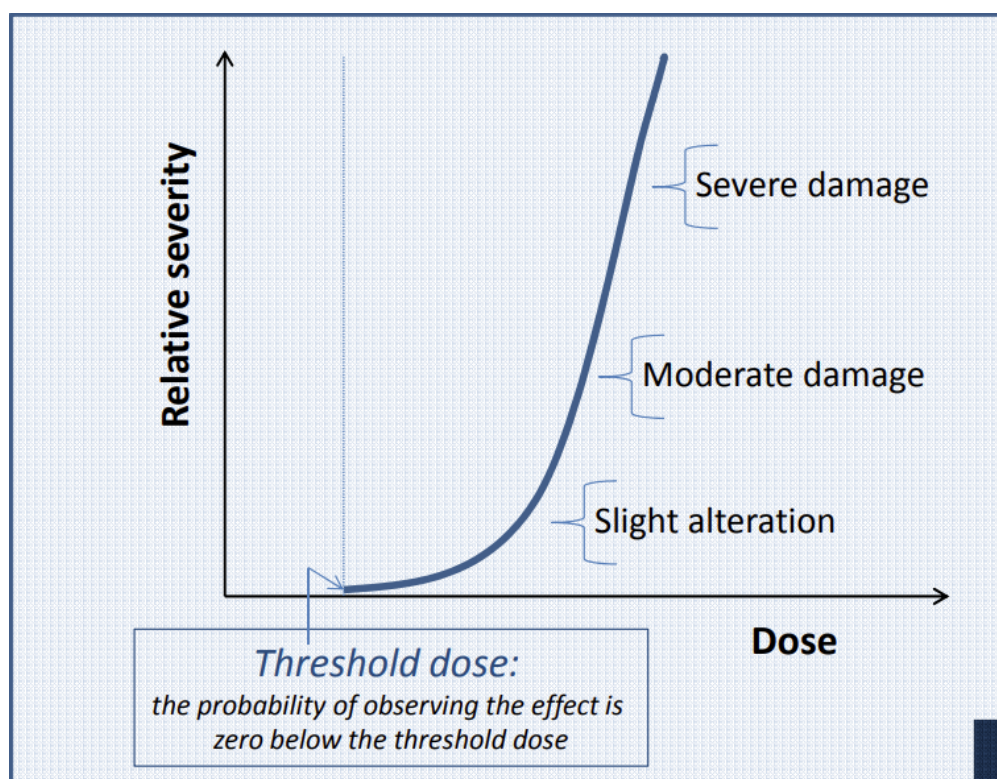 Relative severity
Severe damage
Moderate damage
Slight alteration
Dose
Threshold dose:
the probability of observing the effect is
zero below the threshold dose